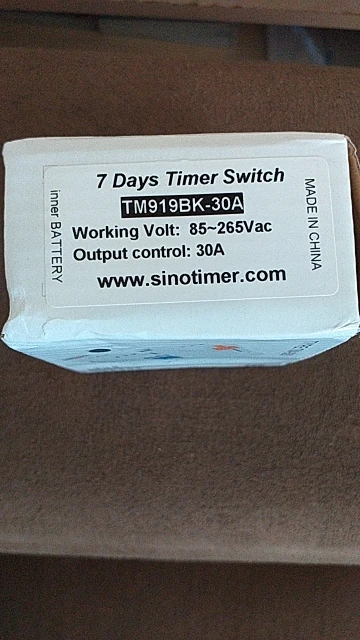 7 Days Timer Switch
TM919BK-30A
Working Volt: 85~265Vac
Output control: 30A
www.sinotimer.com
inner BATTERY
MADE IN CHINA